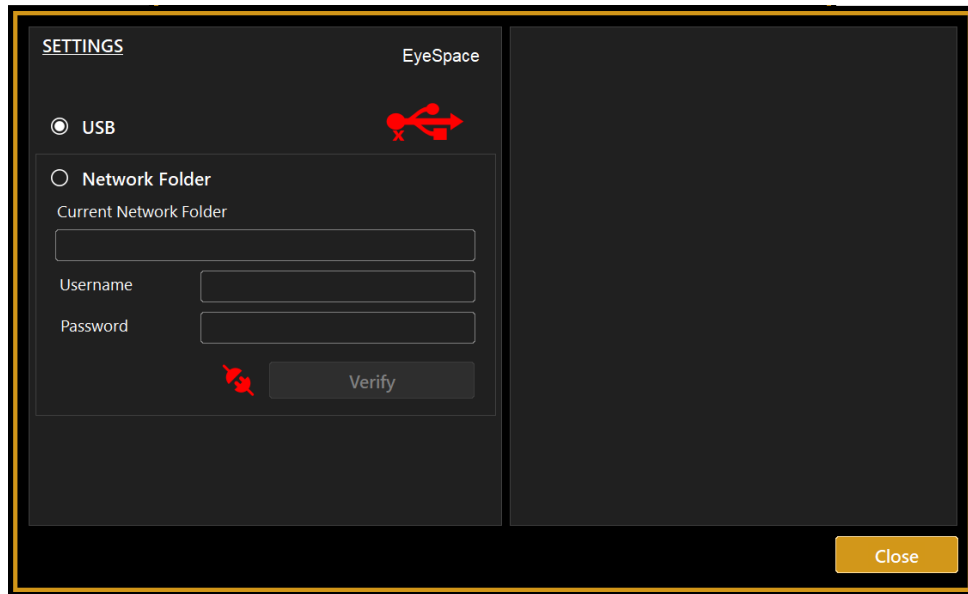 SETTINGS
EyeSpace
USB
Network Folder
Current Network Folder
Username
Password
Verify
Close